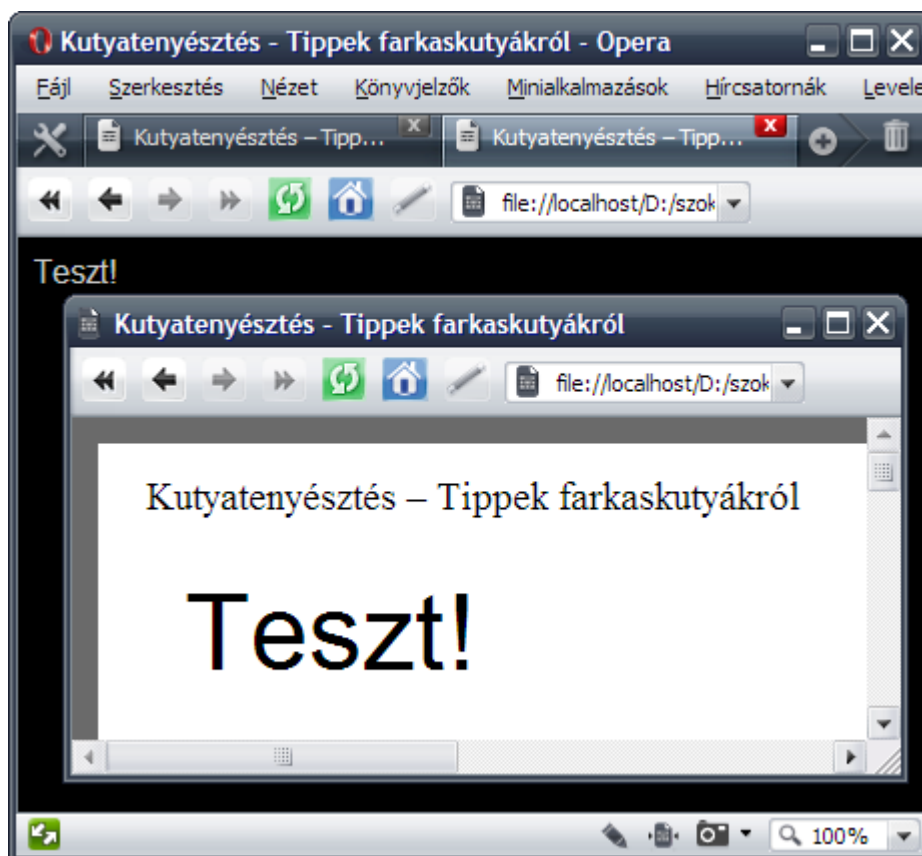 Kutyatenyésztés - Tippek farkaskutyákról - Opera
Fájl Szerkesztés Nézet Könyvjelzők Minialkalmazások Hírcsatornák Levele
Kutyatenyésztés – Tipp... Kutyatenyésztés – Tipp...
file://localhost/D:/szok
Teszt!
Kutyatenyésztés - Tippek farkaskutyákról
file://localhost/D:/szok
Kutyatenyésztés – Tippek farkaskutyákról
Teszt!
100%